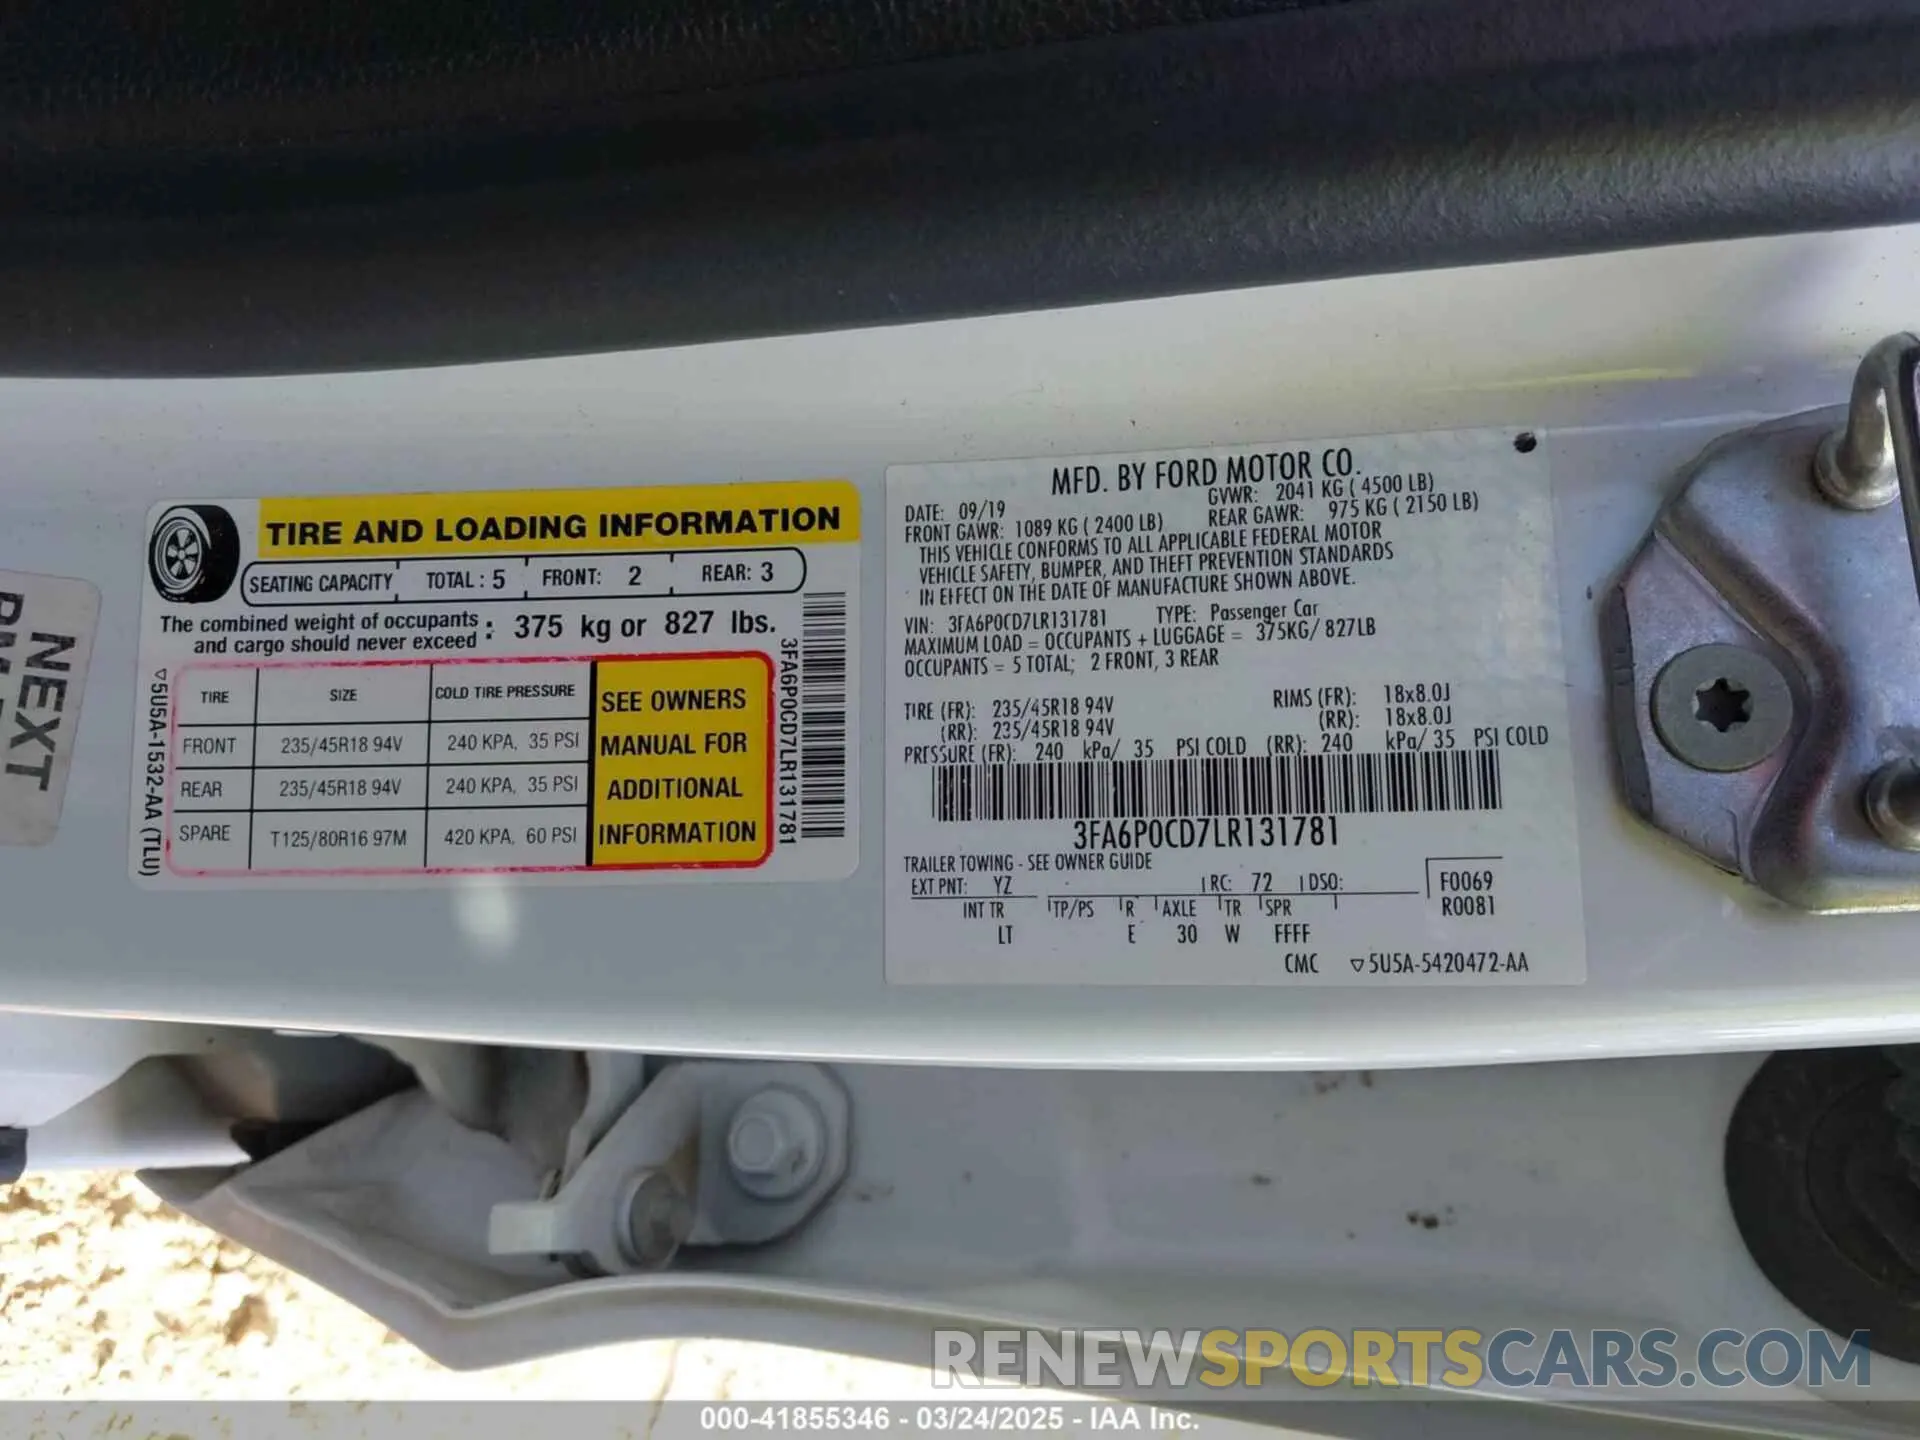 NEXT
TIRE AND LOADING INFORMATION
SEATING CAPACITY TOTAL : 5 FRONT: 2 REAR: 3
The combined weight of occupants
and cargo should never exceed : 375 kg or 827 lbs.
TIRE SIZE COLD TIRE PRESSURE
FRONT 235/45R18 94V 240 KPA, 35 PSI
REAR 235/45R18 94V 240 KPA, 35 PSI
SPARE T125/80R16 97M 420 KPA, 60 PSI
SEE OWNERS
MANUAL FOR
ADDITIONAL
INFORMATION
5U5A-1532-AA (TLU)
3FA6P0CD7LR131781
MFD. BY FORD MOTOR CO.
DATE: 09/19 GVWR: 2041 KG ( 4500 LB)
FRONT GAWR: 1089 KG ( 2400 LB) REAR GAWR: 975 KG ( 2150 LB)
THIS VEHICLE CONFORMS TO ALL APPLICABLE FEDERAL MOTOR
VEHICLE SAFETY, BUMPER, AND THEFT PREVENTION STANDARDS
IN EFFECT ON THE DATE OF MANUFACTURE SHOWN ABOVE.
VIN: 3FA6P0CD7LR131781 TYPE: Passenger Car
MAXIMUM LOAD = OCCUPANTS + LUGGAGE = 375KG/ 827LB
OCCUPANTS = 5 TOTAL; 2 FRONT, 3 REAR
TIRE (FR): 235/45R18 94V RIMS (FR): 18x8.0J
(RR): 235/45R18 94V (RR): 18x8.0J
PRESSURE (FR): 240 kPa/ 35 PSI COLD (RR): 240 kPa/ 35 PSI COLD
3FA6P0CD7LR131781
TRAILER TOWING - SEE OWNER GUIDE
EXT PNT: YZ RC: 72 DSO: F0069
INT TR TP/PS R AXLE TR SPR R0081
LT E 30 W FFFF
CMC 5U5A-5420472-AA
RENEWSPORTSCARS.COM
000-41855346 - 03/24/2025 - IAA Inc.